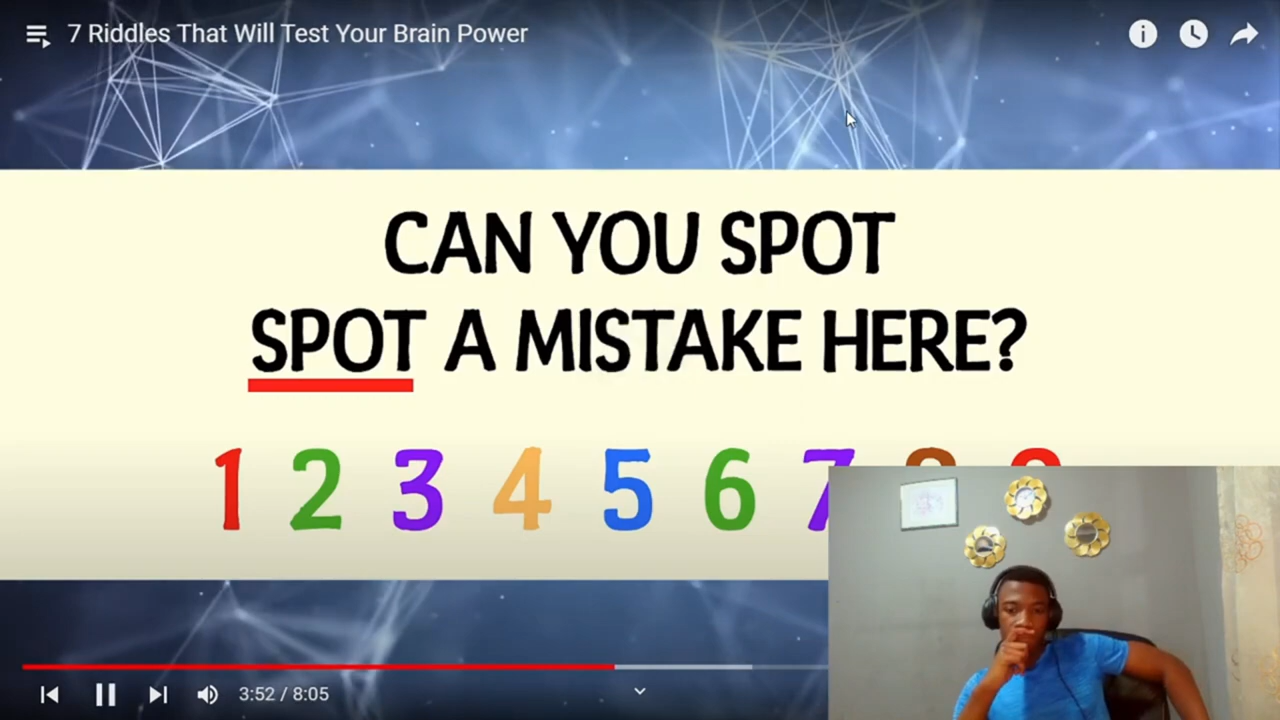 7 Riddles That Will Test Your Brain Power
CAN YOU SPOT
SPOT A MISTAKE HERE?
1 2 3 4 5 6 7
3:52 / 8:05